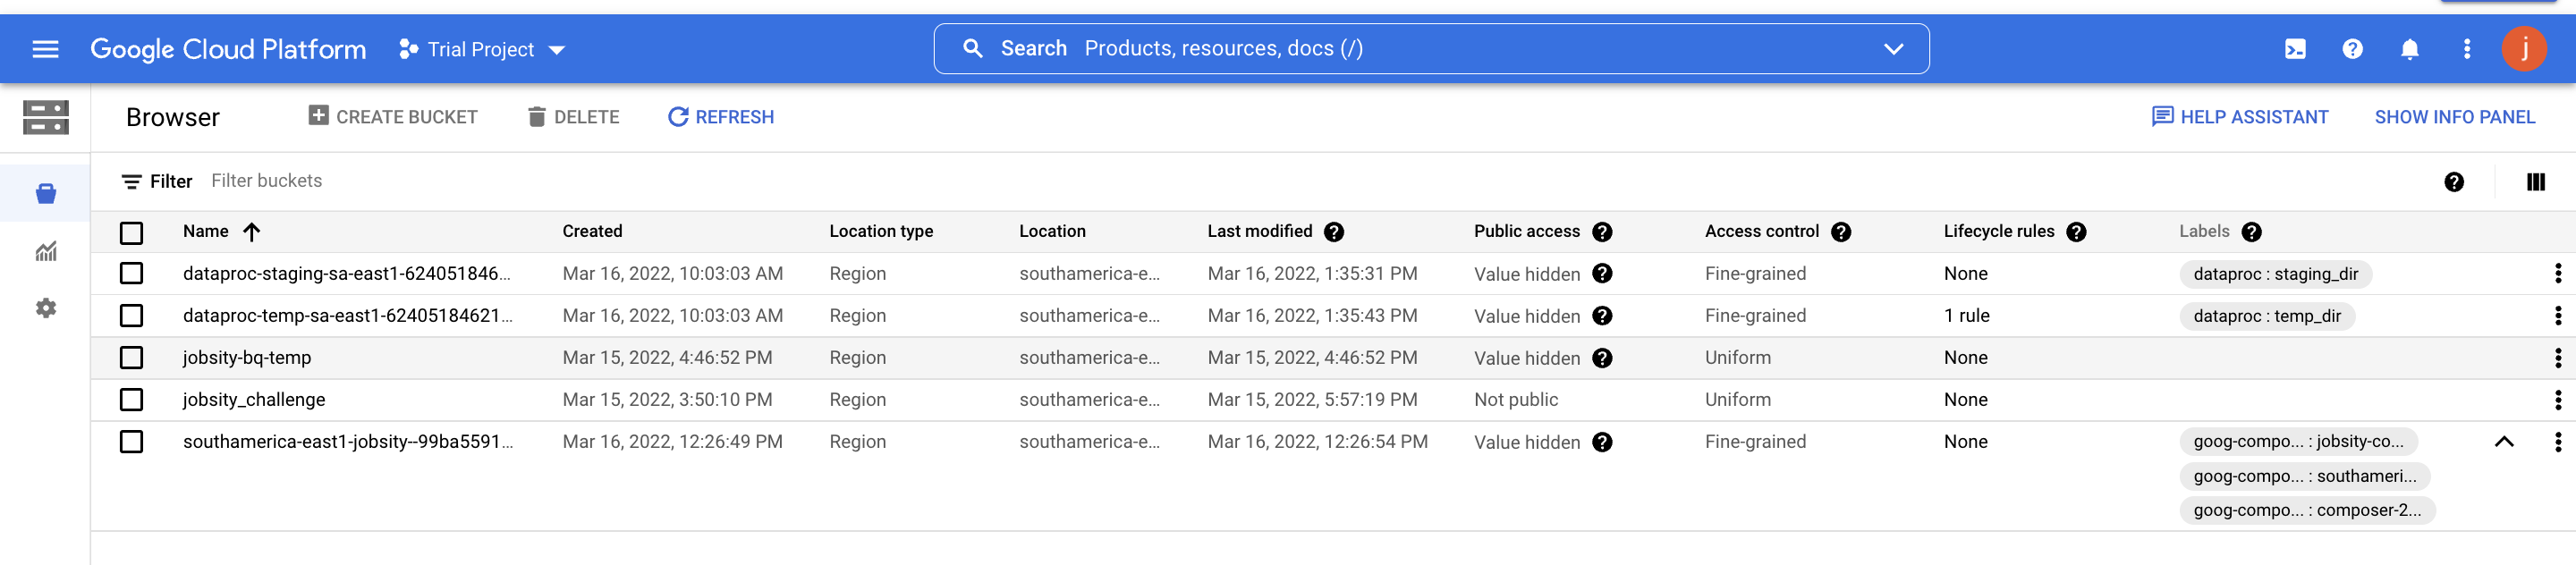 Google Cloud Platform Trial Project Search Products, resources, docs (/) j
Browser CREATE BUCKET DELETE REFRESH HELP ASSISTANT SHOW INFO PANEL
Filter Filter buckets
Name Created Location type Location Last modified Public access Access control Lifecycle rules Labels
dataproc-staging-sa-east1-624051846... Mar 16, 2022, 10:03:03 AM Region southamerica-e... Mar 16, 2022, 1:35:31 PM Value hidden Fine-grained None dataproc : staging_dir
dataproc-temp-sa-east1-62405184621... Mar 16, 2022, 10:03:03 AM Region southamerica-e... Mar 16, 2022, 1:35:43 PM Value hidden Fine-grained 1 rule dataproc : temp_dir
jobsity-bq-temp Mar 15, 2022, 4:46:52 PM Region southamerica-e... Mar 15, 2022, 4:46:52 PM Value hidden Uniform None
jobsity_challenge Mar 15, 2022, 3:50:10 PM Region southamerica-e... Mar 15, 2022, 5:57:19 PM Not public Uniform None
southamerica-east1-jobsity--99ba5591... Mar 16, 2022, 12:26:49 PM Region southamerica-e... Mar 16, 2022, 12:26:54 PM Value hidden Fine-grained None goog-compo... : jobsity-co...
goog-compo... : southameri...
goog-compo... : composer-2...